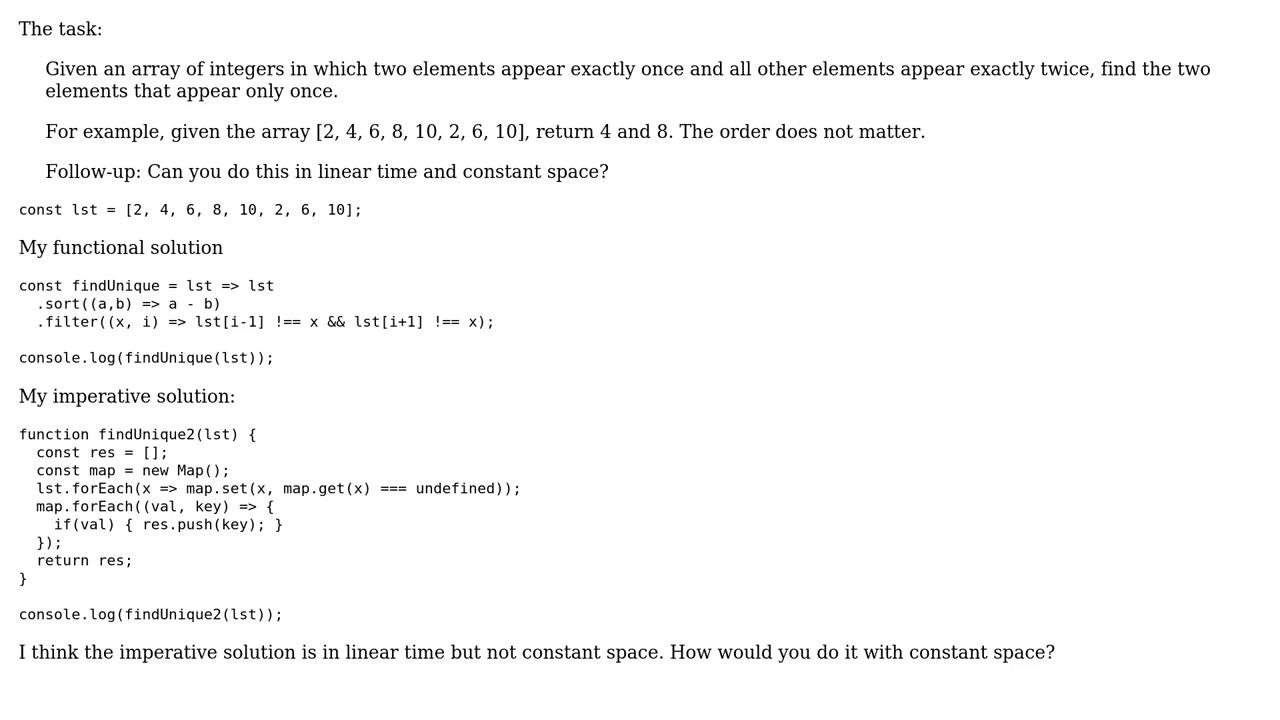 The task:
Given an array of integers in which two elements appear exactly once and all other elements appear exactly twice, find the two
elements that appear only once.
For example, given the array [2, 4, 6, 8, 10, 2, 6, 10], return 4 and 8. The order does not matter.
Follow-up: Can you do this in linear time and constant space?
const lst = [2, 4, 6, 8, 10, 2, 6, 10];
My functional solution
const findUnique = lst => lst
  .sort((a,b) => a - b)
  .filter((x, i) => lst[i-1] !== x && lst[i+1] !== x);
console.log(findUnique(lst));
My imperative solution:
function findUnique2(lst) {
  const res = [];
  const map = new Map();
  lst.forEach(x => map.set(x, map.get(x) === undefined));
  map.forEach((val, key) => {
    if(val) { res.push(key); }
  });
  return res;
}
console.log(findUnique2(lst));
I think the imperative solution is in linear time but not constant space. How would you do it with constant space?